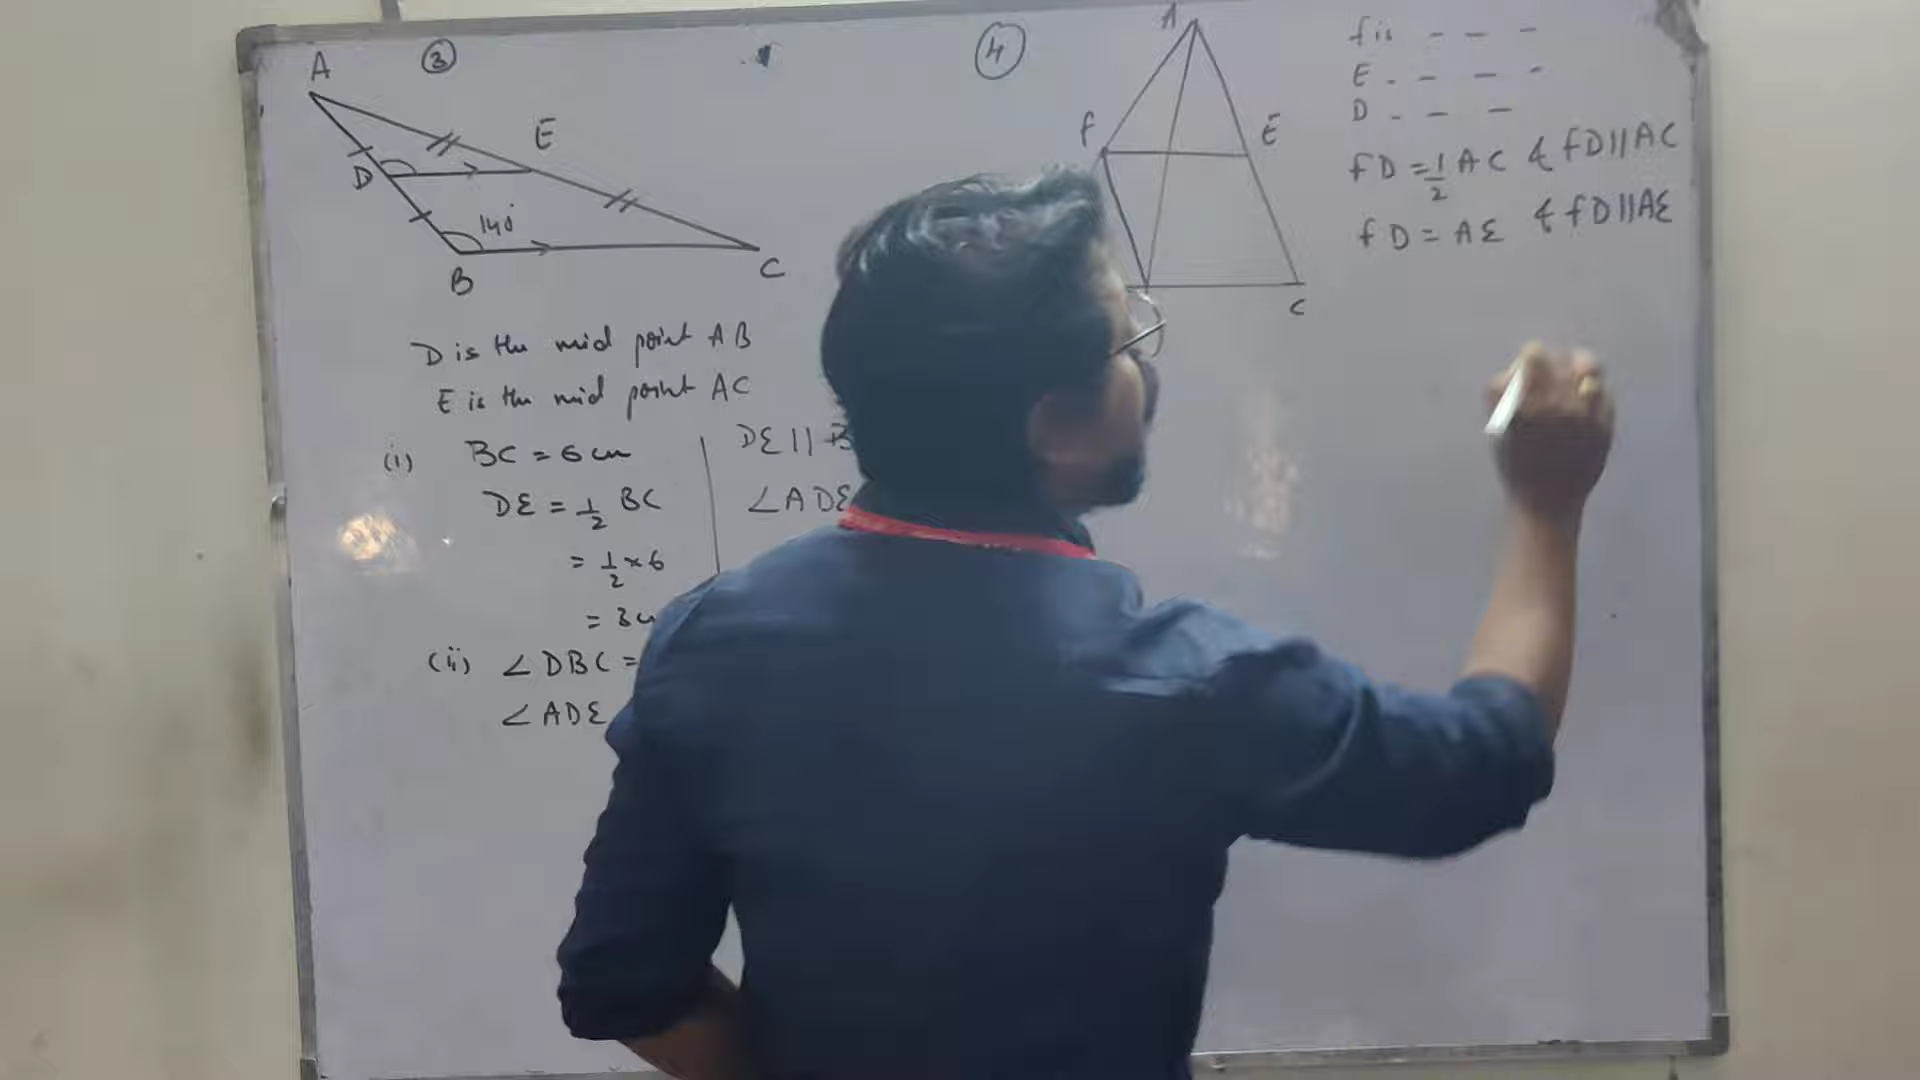 A
③
E
D
140°
B
C
D is the mid point AB
E is the mid point AC
(i) BC = 6 cm
DE = 1/2 BC
= 1/2 × 6
= 3
(ii) ∠DBC =
∠ADE
DE || B
∠ADE
④
A
F
E
C
f is - - -
E - - - -
D - - -
fD = 1/2 AC & fD || AC
fD = AE & fD || AE